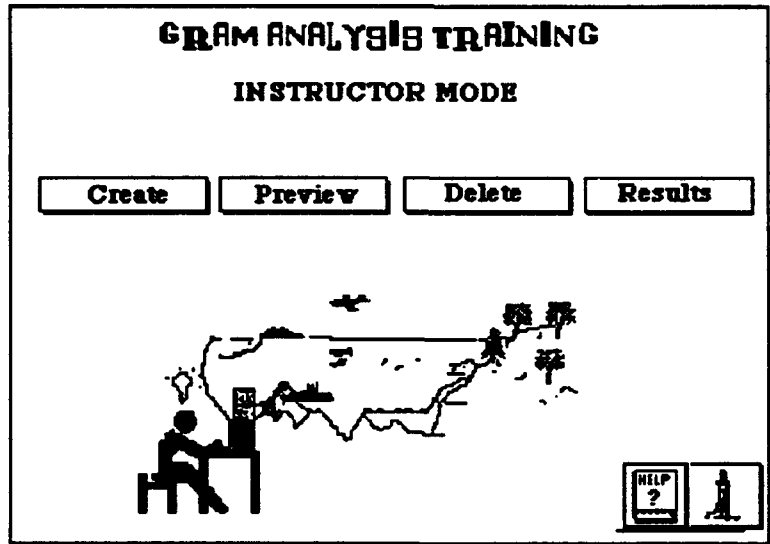 GRAM ANALYSIS TRAINING
INSTRUCTOR MODE
Create Preview Delete Results
HELP
?